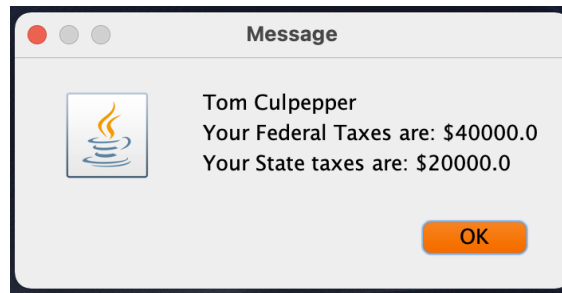 Message
Tom Culpepper
Your Federal Taxes are: $40000.0
Your State taxes are: $20000.0
OK